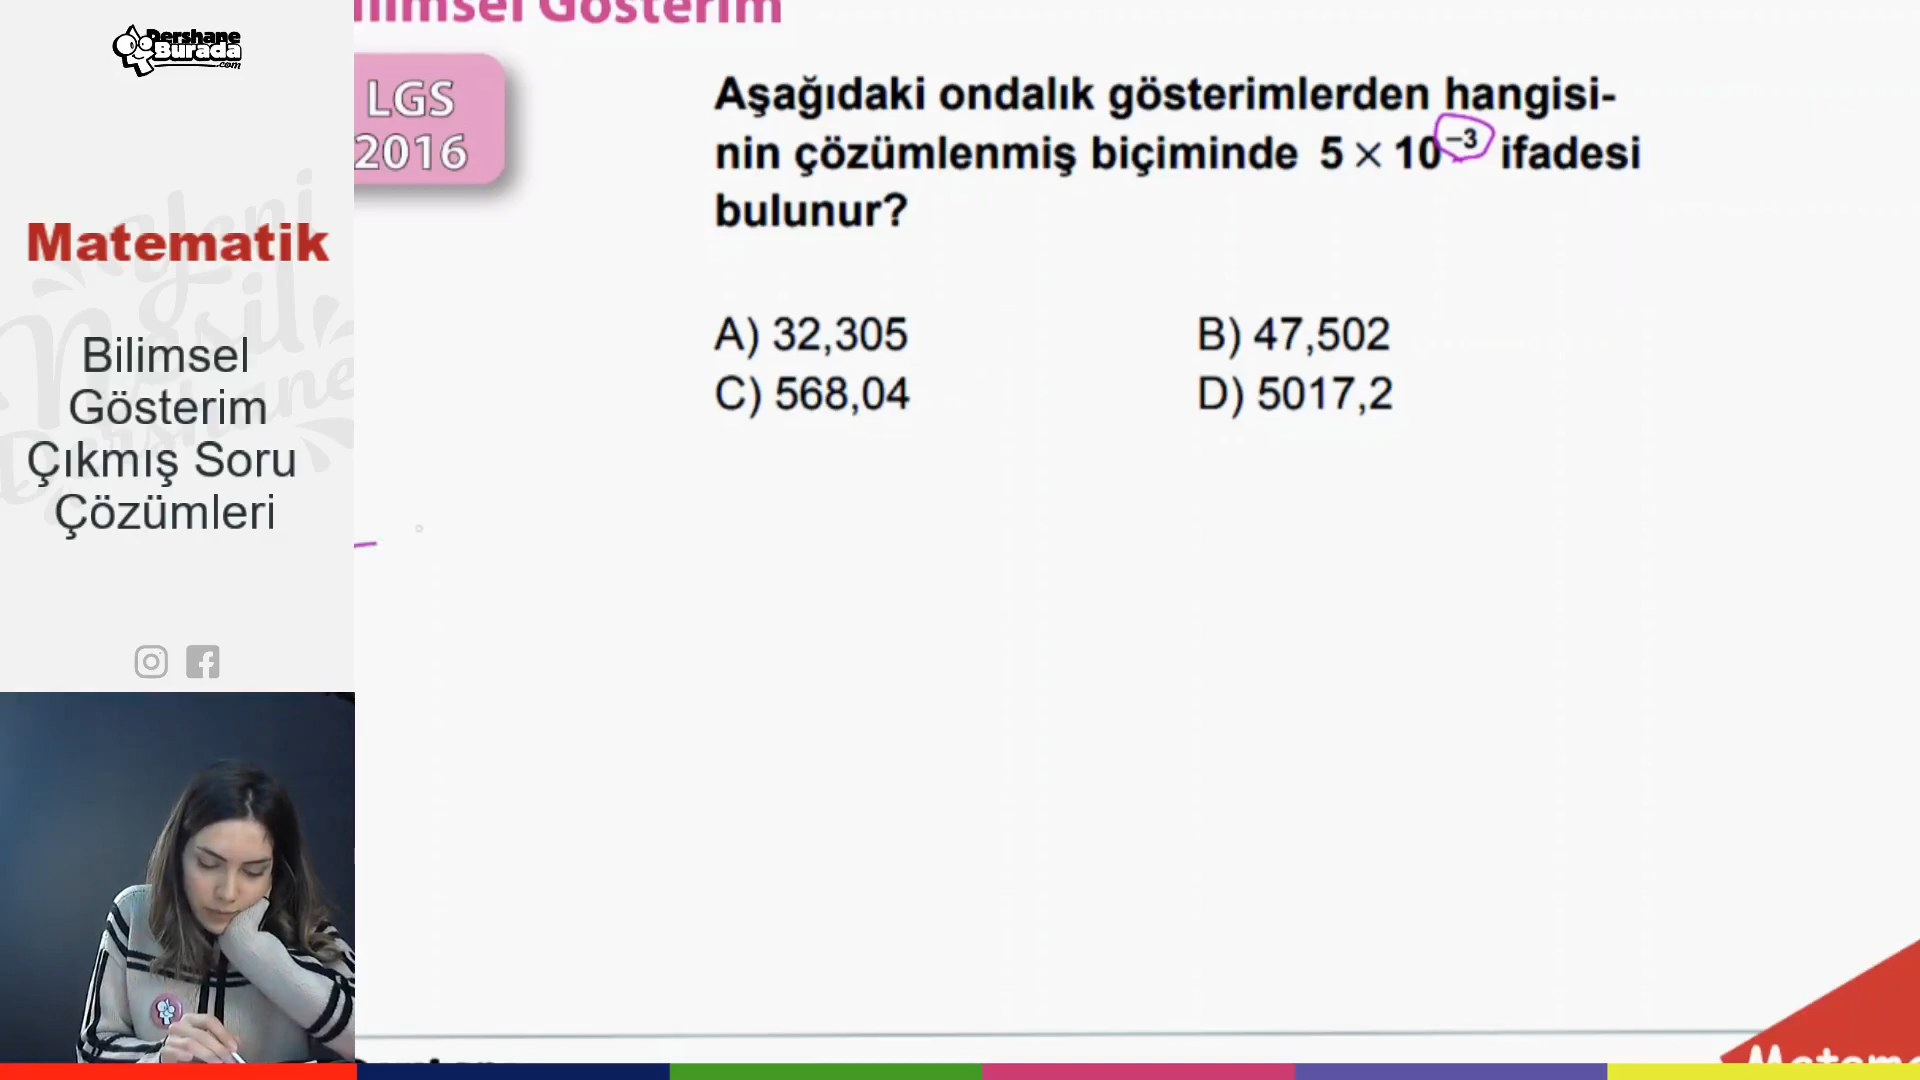 Dershane
Burada
.com
Matematik
Bilimsel
Gösterim
Çıkmış Soru
Çözümleri
Gösterim
LGS
2016
Aşağıdaki ondalık gösterimlerden hangisi-
nin çözümlenmiş biçiminde 5 × 10⁻³ ifadesi
bulunur?
A) 32,305
B) 47,502
C) 568,04
D) 5017,2